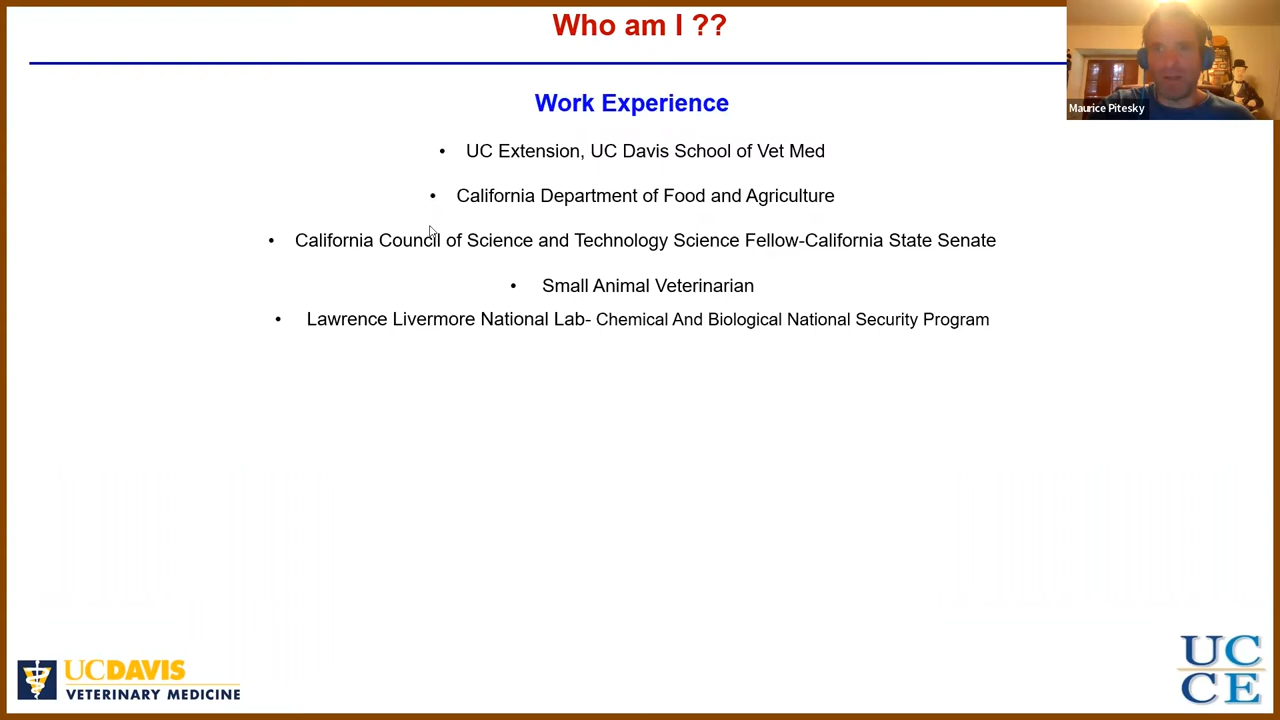 Who am I ??
Maurice Pitesky
Work Experience
• UC Extension, UC Davis School of Vet Med
• California Department of Food and Agriculture
• California Council of Science and Technology Science Fellow-California State Senate
• Small Animal Veterinarian
• Lawrence Livermore National Lab- Chemical And Biological National Security Program
UCDAVIS
VETERINARY MEDICINE
UC
CE